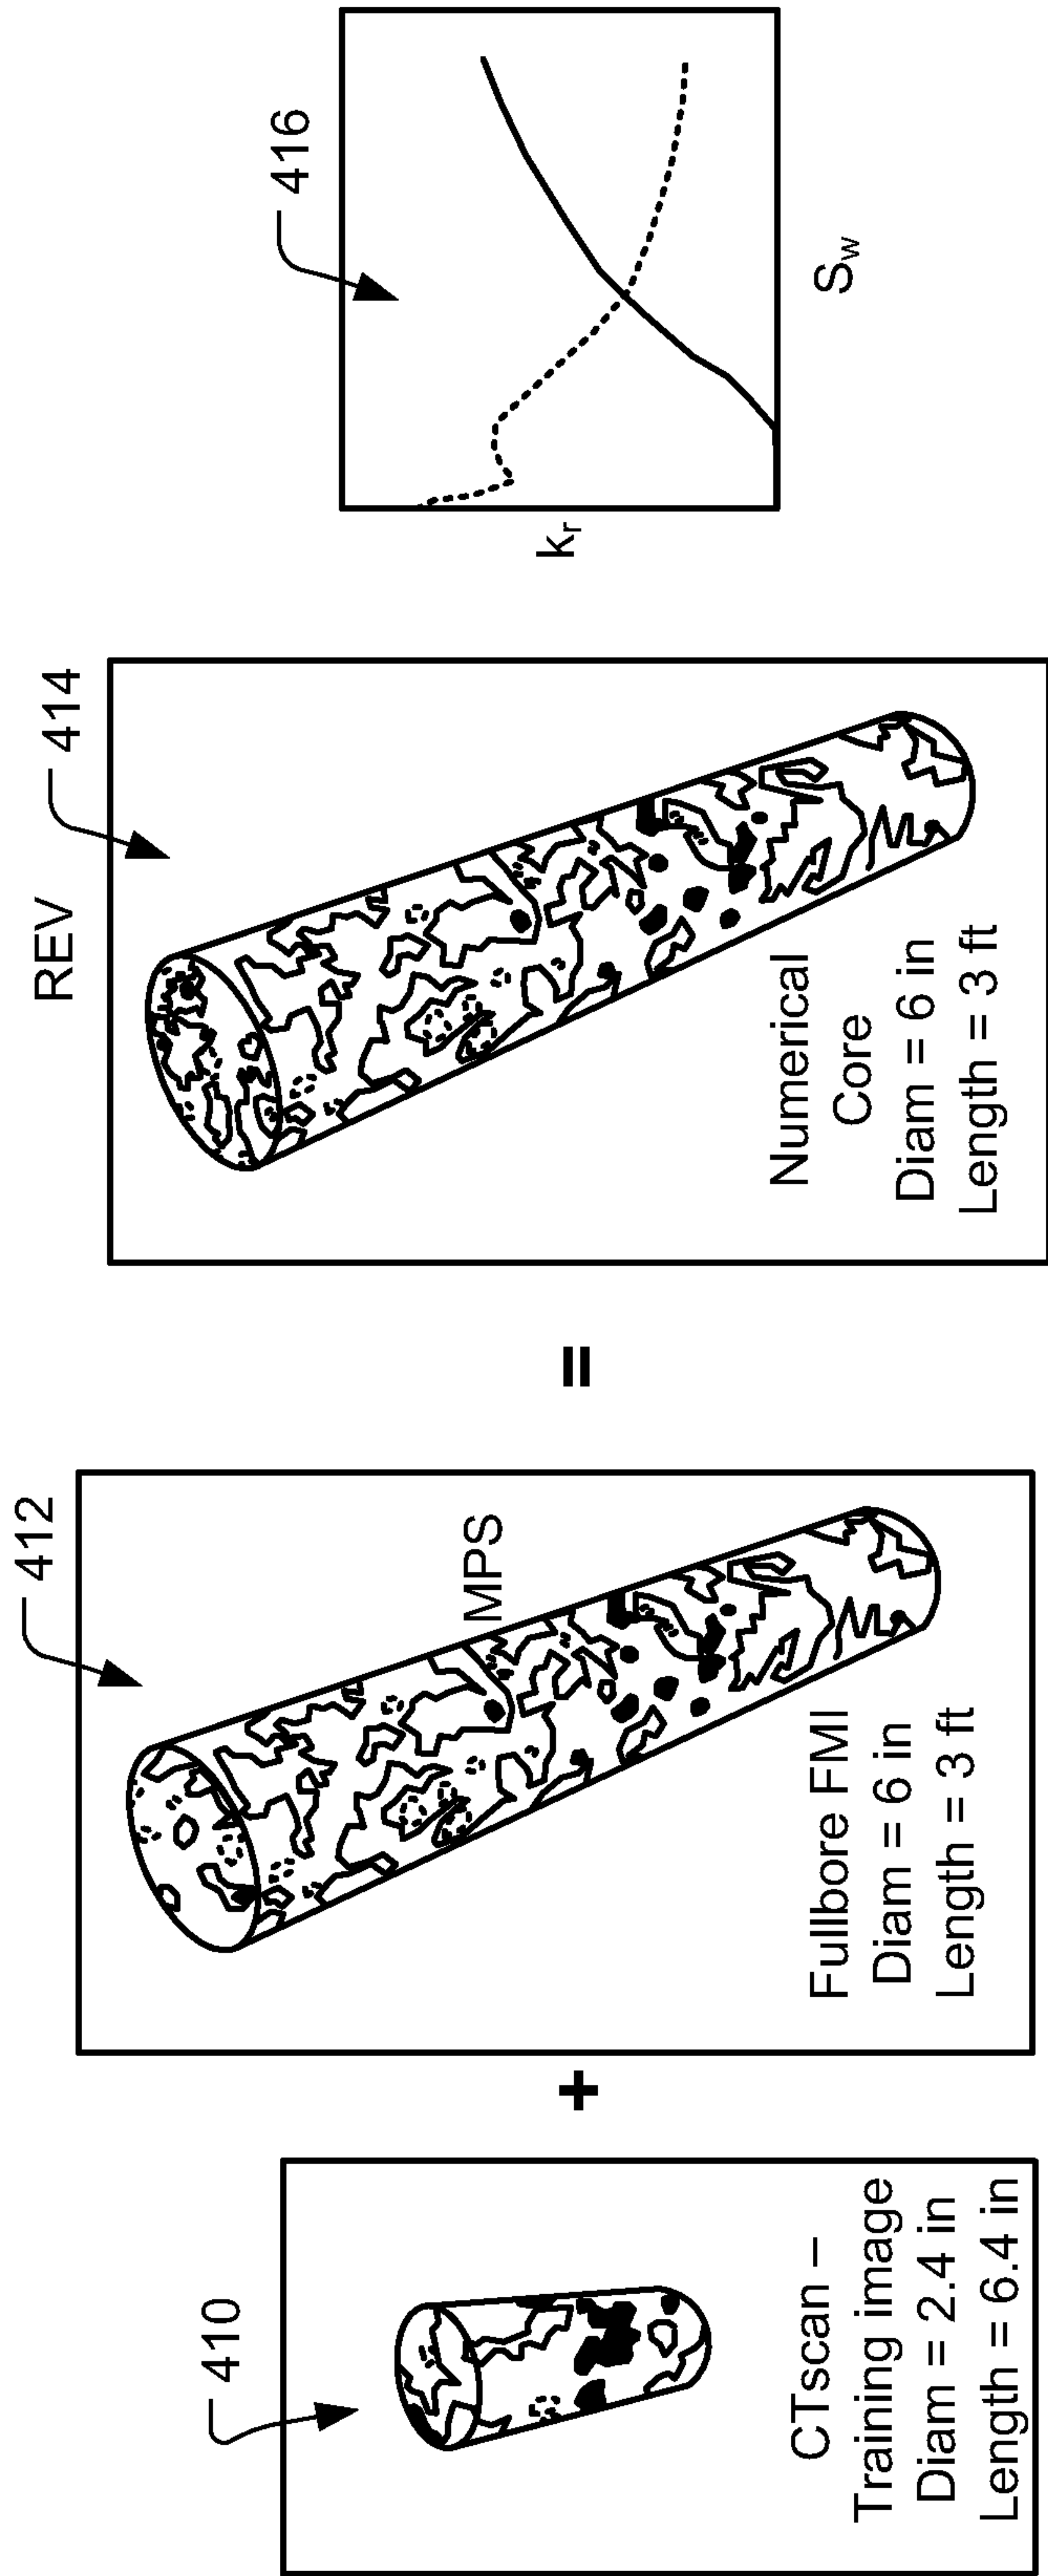 410
CTscan –
Training image
Diam = 2.4 in
Length = 6.4 in
+
412
MPS
Fullbore FMI
Diam = 6 in
Length = 3 ft
=
REV
414
Numerical
Core
Diam = 6 in
Length = 3 ft
416
kr
Sw